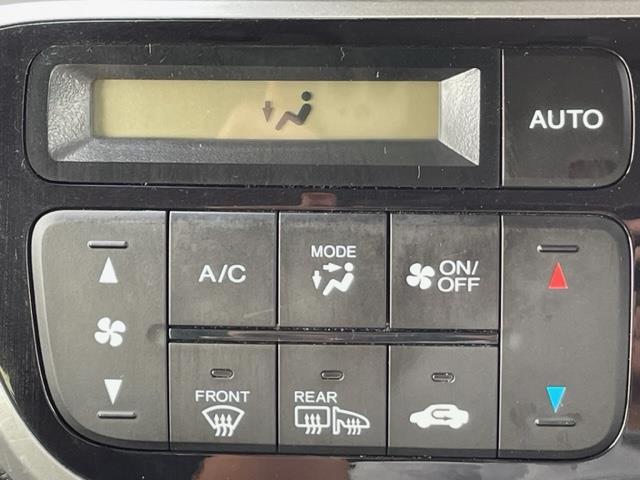 AUTO
A/C
MODE
ON/
OFF
FRONT
REAR